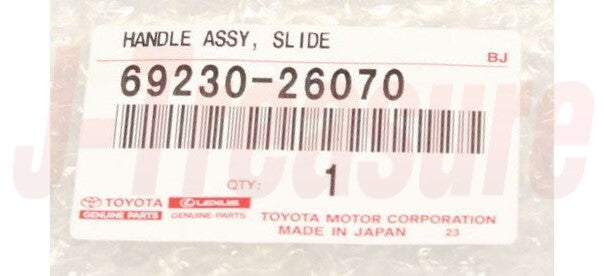 HANDLE ASSY, SLIDE
BJ
69230-26070
J-Treasure
QTY: 1
TOYOTA LEXUS
GENUINE PARTS GENUINE PARTS
TOYOTA MOTOR CORPORATION
MADE IN JAPAN 23